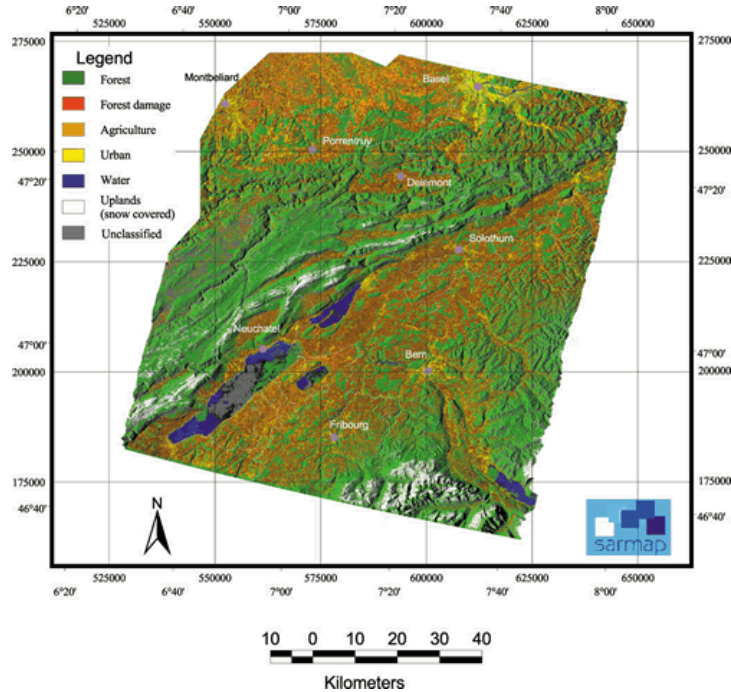 6°40' 7°00' 7°20' 7°40' 8°00'
525000 550000 575000 600000 625000 650000
275000 275000
Legend
Forest
Forest damage
Agriculture
Urban
Water
Uplands
(snow covered)
Unclassified
Montbeliard
Basel
Porrentruy
Delemont
250000 250000
47°20' 47°20'
Solothurn
225000 225000
Neuchatel
47°00' 47°00'
Bern
200000 200000
Fribourg
175000 175000
46°40' 46°40'
N
sarmap
525000 550000 575000 600000 625000 650000
6°20' 6°40' 7°00' 7°20' 7°40' 8°00'
10 0 10 20 30 40
Kilometers